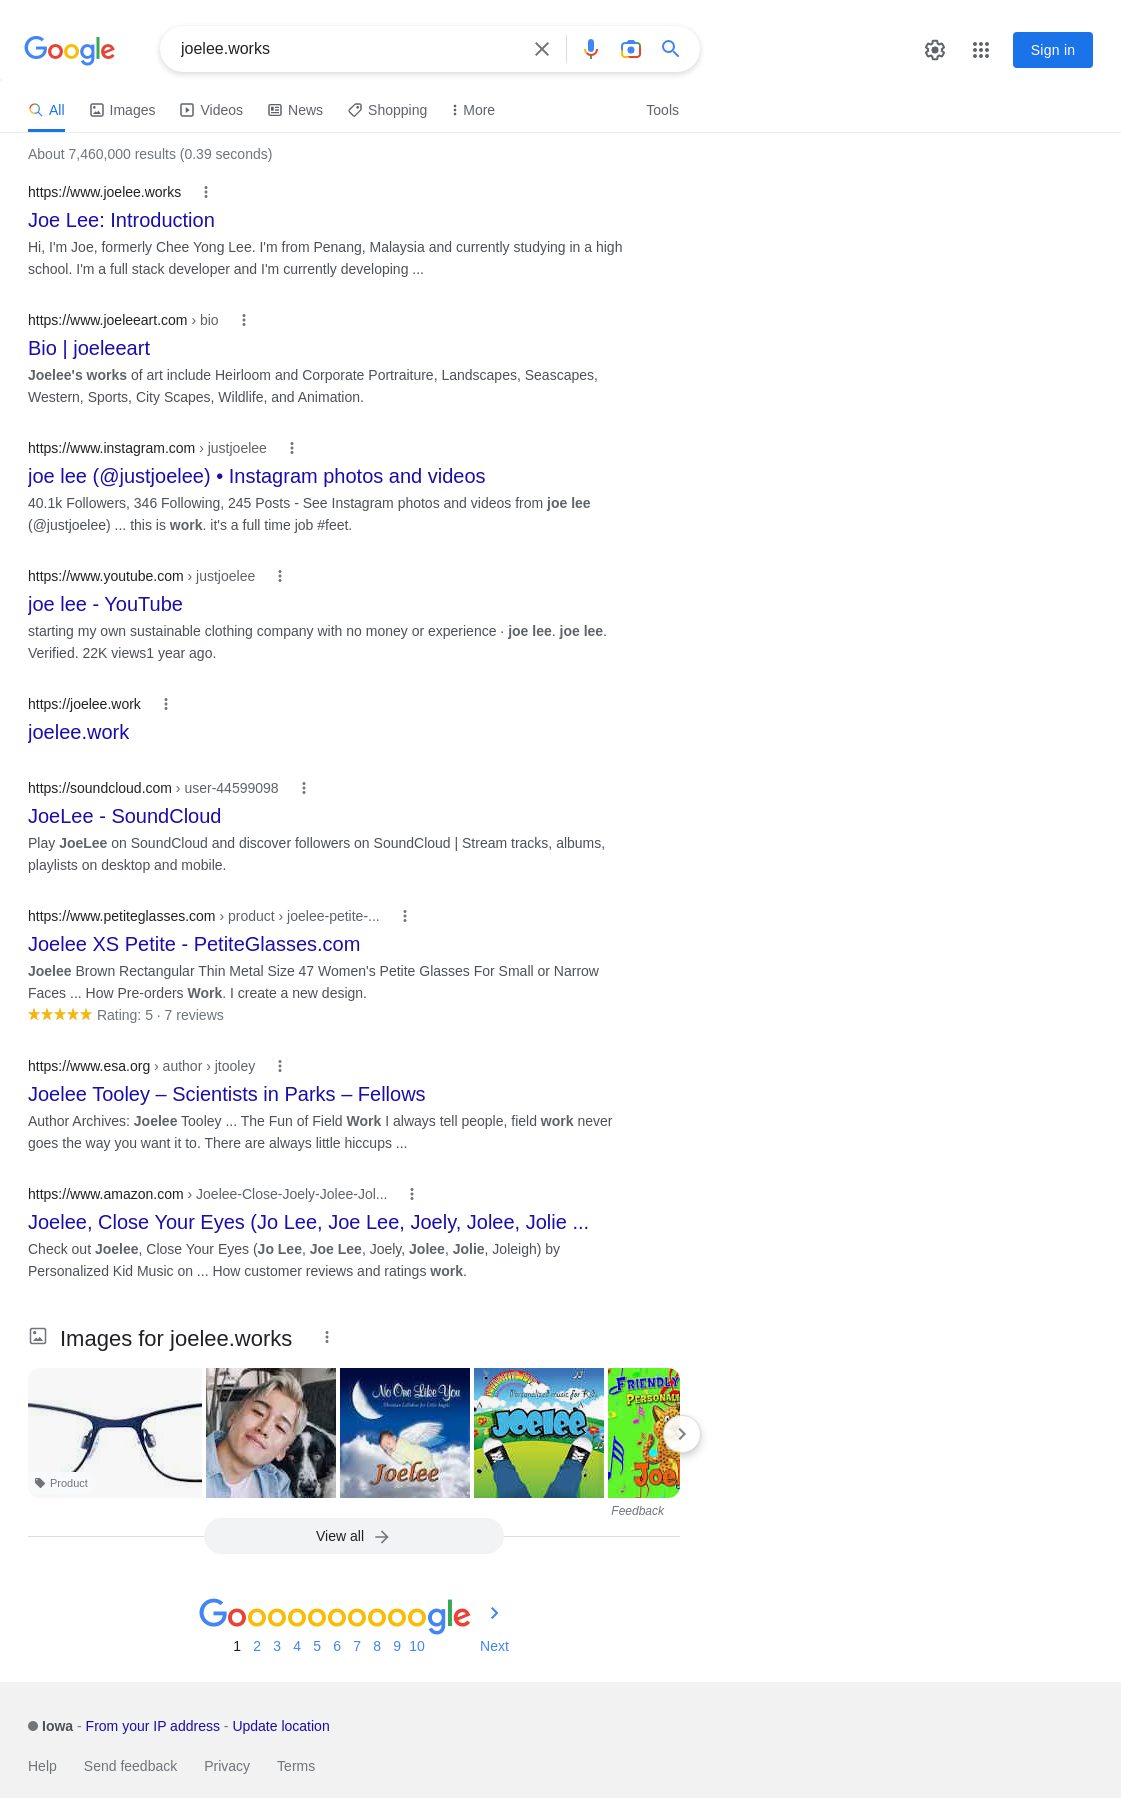 Google
joelee.works
Sign in
All
Images
Videos
News
Shopping
More
Tools
About 7,460,000 results (0.39 seconds)
https://www.joelee.works
Joe Lee: Introduction
Hi, I'm Joe, formerly Chee Yong Lee. I'm from Penang, Malaysia and currently studying in a high
school. I'm a full stack developer and I'm currently developing ...
https://www.joeleeart.com › bio
Bio | joeleeart
Joelee's works of art include Heirloom and Corporate Portraiture, Landscapes, Seascapes,
Western, Sports, City Scapes, Wildlife, and Animation.
https://www.instagram.com › justjoelee
joe lee (@justjoelee) • Instagram photos and videos
40.1k Followers, 346 Following, 245 Posts - See Instagram photos and videos from joe lee
(@justjoelee) ... this is work. it's a full time job #feet.
https://www.youtube.com › justjoelee
joe lee - YouTube
starting my own sustainable clothing company with no money or experience · joe lee. joe lee.
Verified. 22K views1 year ago.
https://joelee.work
joelee.work
https://soundcloud.com › user-44599098
JoeLee - SoundCloud
Play JoeLee on SoundCloud and discover followers on SoundCloud | Stream tracks, albums,
playlists on desktop and mobile.
https://www.petiteglasses.com › product › joelee-petite-...
Joelee XS Petite - PetiteGlasses.com
Joelee Brown Rectangular Thin Metal Size 47 Women's Petite Glasses For Small or Narrow
Faces ... How Pre-orders Work. I create a new design.
Rating: 5 · 7 reviews
https://www.esa.org › author › jtooley
Joelee Tooley – Scientists in Parks – Fellows
Author Archives: Joelee Tooley ... The Fun of Field Work I always tell people, field work never
goes the way you want it to. There are always little hiccups ...
https://www.amazon.com › Joelee-Close-Joely-Jolee-Jol...
Joelee, Close Your Eyes (Jo Lee, Joe Lee, Joely, Jolee, Jolie ...
Check out Joelee, Close Your Eyes (Jo Lee, Joe Lee, Joely, Jolee, Jolie, Joleigh) by
Personalized Kid Music on ... How customer reviews and ratings work.
Images for joelee.works
Product
No One Like You
Christian Lullabies for Little Angels
Joelee
Personalized music for Kids
Joelee
FRIENDLY
PERSONAL
Joe
Feedback
View all
Goooooooooogle
1 2 3 4 5 6 7 8 9 10 Next
Iowa - From your IP address - Update location
Help
Send feedback
Privacy
Terms